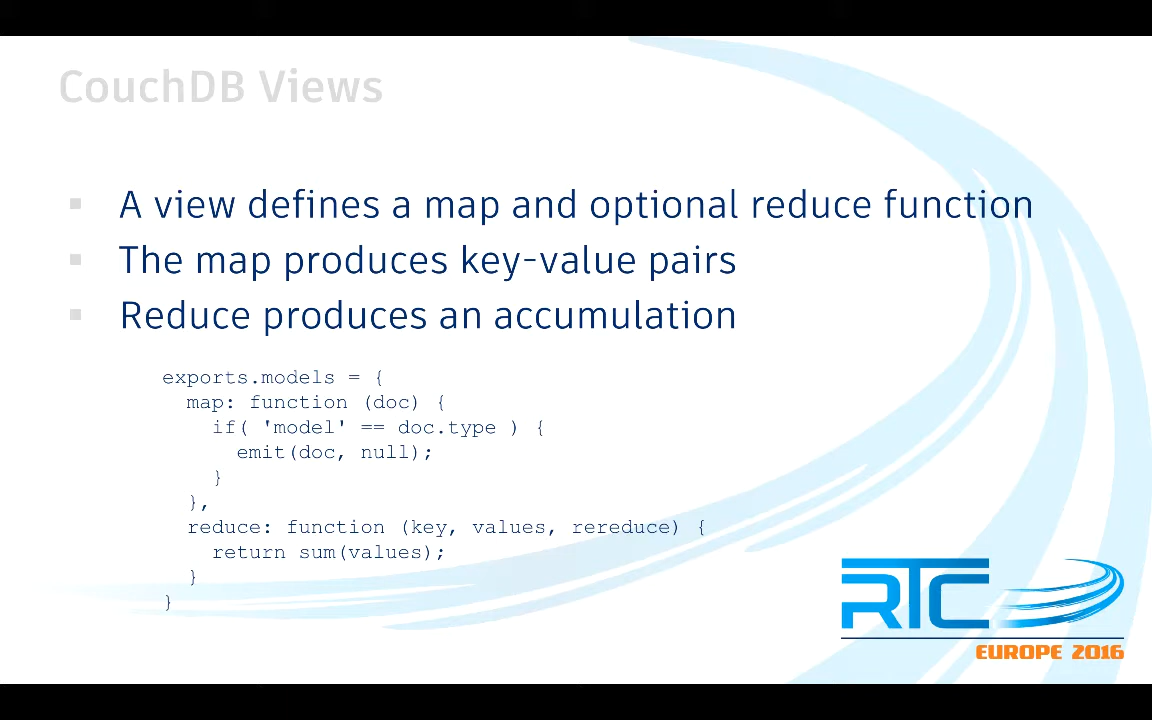 CouchDB Views
▪ A view defines a map and optional reduce function
▪ The map produces key-value pairs
▪ Reduce produces an accumulation
exports.models = {
  map: function (doc) {
    if( 'model' == doc.type ) {
      emit(doc, null);
    }
  },
  reduce: function (key, values, rereduce) {
    return sum(values);
  }
}
RTC
EUROPE 2016